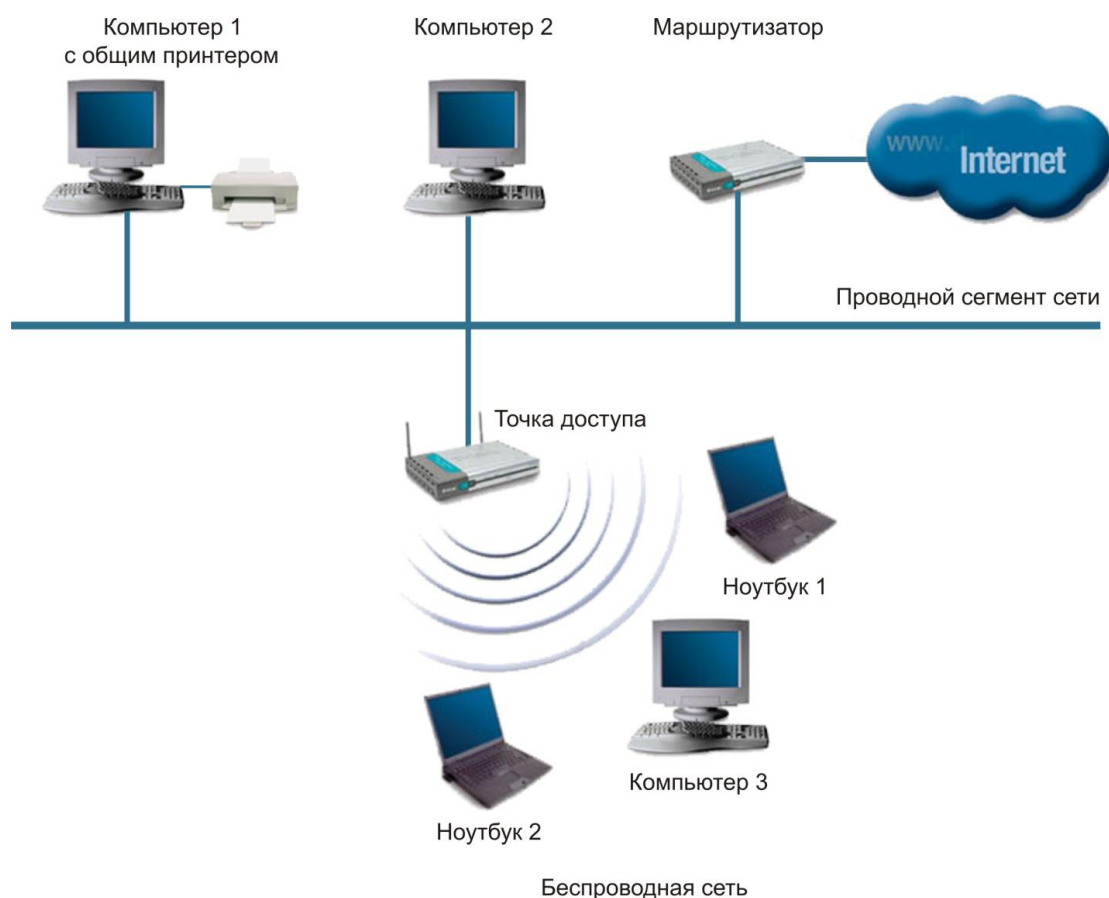 Компьютер 1
с общим принтером
Компьютер 2
Маршрутизатор
www.
Internet
Проводной сегмент сети
Точка доступа
Ноутбук 1
Компьютер 3
Ноутбук 2
Беспроводная сеть